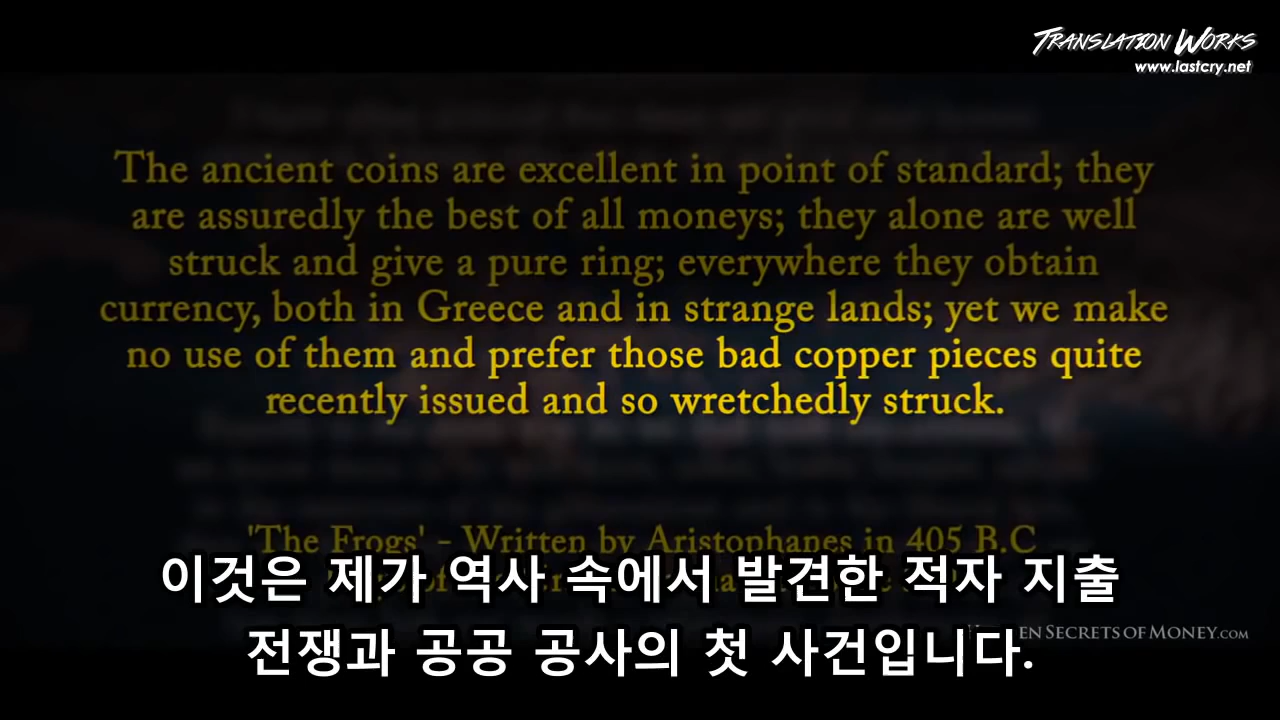 TRANSLATION WORKS
www.lastcry.net
The ancient coins are excellent in point of standard; they
are assuredly the best of all moneys; they alone are well
struck and give a pure ring; everywhere they obtain
currency, both in Greece and in strange lands; yet we make
no use of them and prefer those bad copper pieces quite
recently issued and so wretchedly struck.
'The Frogs' - Written by Aristophanes in 405 B.C
이것은 제가 역사 속에서 발견한 적자 지출
전쟁과 공공 공사의 첫 사건입니다.
SECRETS OF MONEY.COM